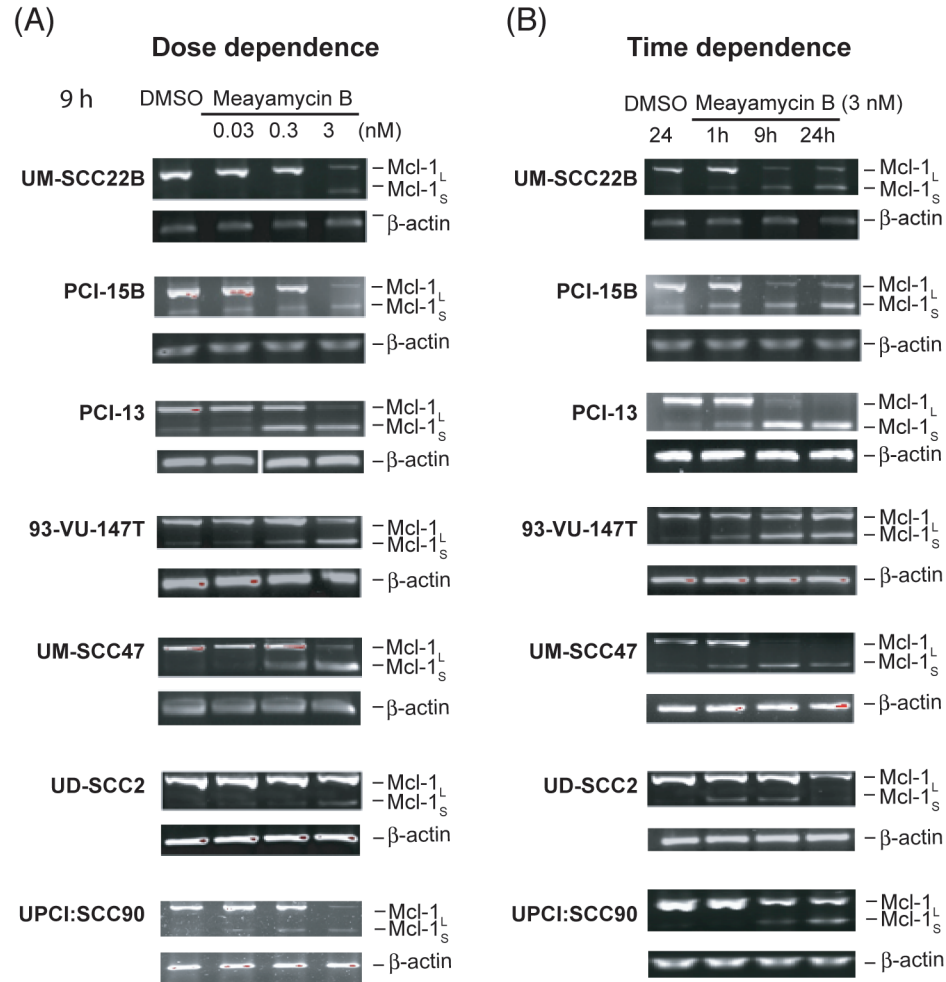 (A)
Dose dependence
9 h DMSO Meayamycin B
0.03 0.3 3 (nM)
UM-SCC22B
Mcl-1L
Mcl-1S
β-actin
PCI-15B
Mcl-1L
Mcl-1S
β-actin
PCI-13
Mcl-1L
Mcl-1S
β-actin
93-VU-147T
Mcl-1L
Mcl-1S
β-actin
UM-SCC47
Mcl-1L
Mcl-1S
β-actin
UD-SCC2
Mcl-1L
Mcl-1S
β-actin
UPCI:SCC90
Mcl-1L
Mcl-1S
β-actin
(B)
Time dependence
DMSO Meayamycin B (3 nM)
24 1h 9h 24h
UM-SCC22B
Mcl-1L
Mcl-1S
β-actin
PCI-15B
Mcl-1L
Mcl-1S
β-actin
PCI-13
Mcl-1L
Mcl-1S
β-actin
93-VU-147T
Mcl-1L
Mcl-1S
β-actin
UM-SCC47
Mcl-1L
Mcl-1S
β-actin
UD-SCC2
Mcl-1L
Mcl-1S
β-actin
UPCI:SCC90
Mcl-1L
Mcl-1S
β-actin